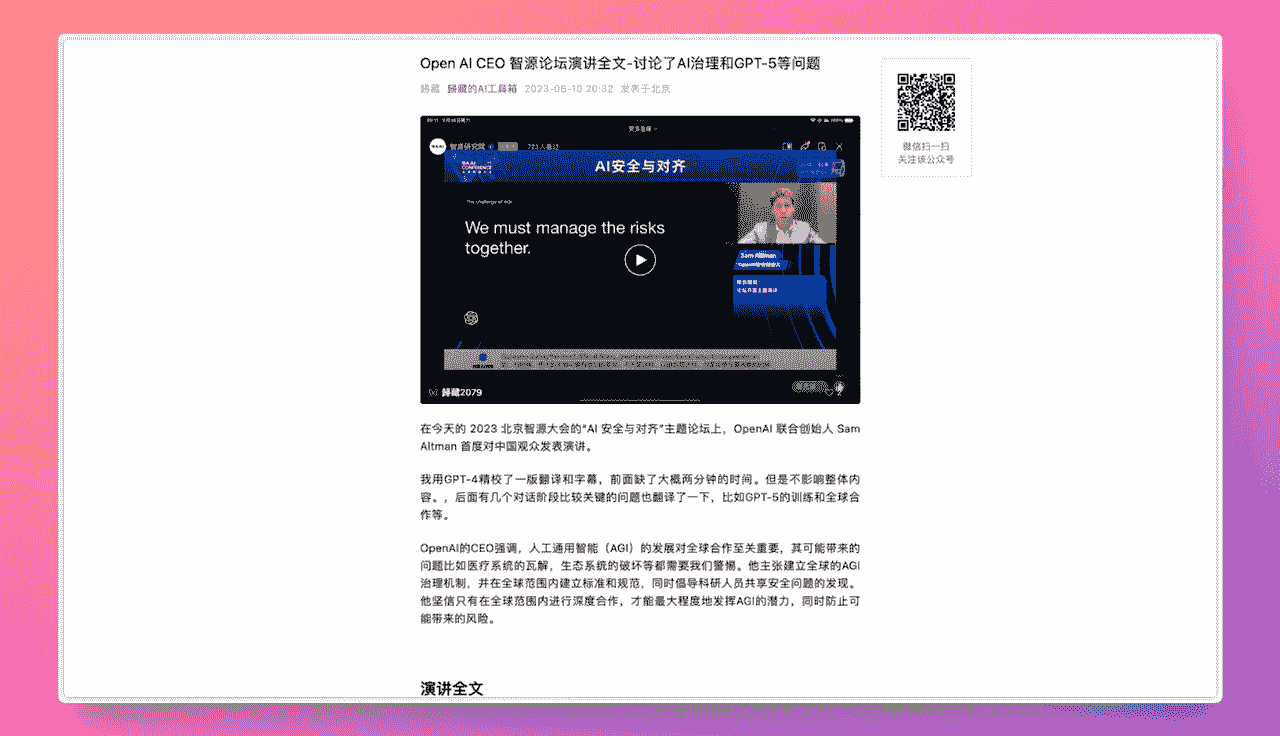 Open AI CEO 智源论坛演讲全文-讨论了AI治理和GPT-5等问题
歸藏 歸藏的AI工具箱 2023-06-10 20:32 发表于北京
微信扫一扫
关注该公众号
智源研究院
AI安全与对齐
The challenge of AGI
We must manage the risks
together.
Sam Altman
歸藏2079
在今天的 2023 北京智源大会的“AI 安全与对齐”主题论坛上，OpenAI 联合创始人 Sam
Altman 首度对中国观众发表演讲。
我用GPT-4精校了一版翻译和字幕，前面缺了大概两分钟的时间。但是不影响整体内
容。，后面有几个对话阶段比较关键的问题也翻译了一下，比如GPT-5的训练和全球合
作等。
OpenAI的CEO强调，人工通用智能（AGI）的发展对全球合作至关重要，其可能带来的
问题比如医疗系统的瓦解，生态系统的破坏等都需要我们警惕。他主张建立全球的AGI
治理机制，并在全球范围内建立标准和规范，同时倡导科研人员共享安全问题的发现。
他坚信只有在全球范围内进行深度合作，才能最大程度地发挥AGI的潜力，同时防止可
能带来的风险。
演讲全文